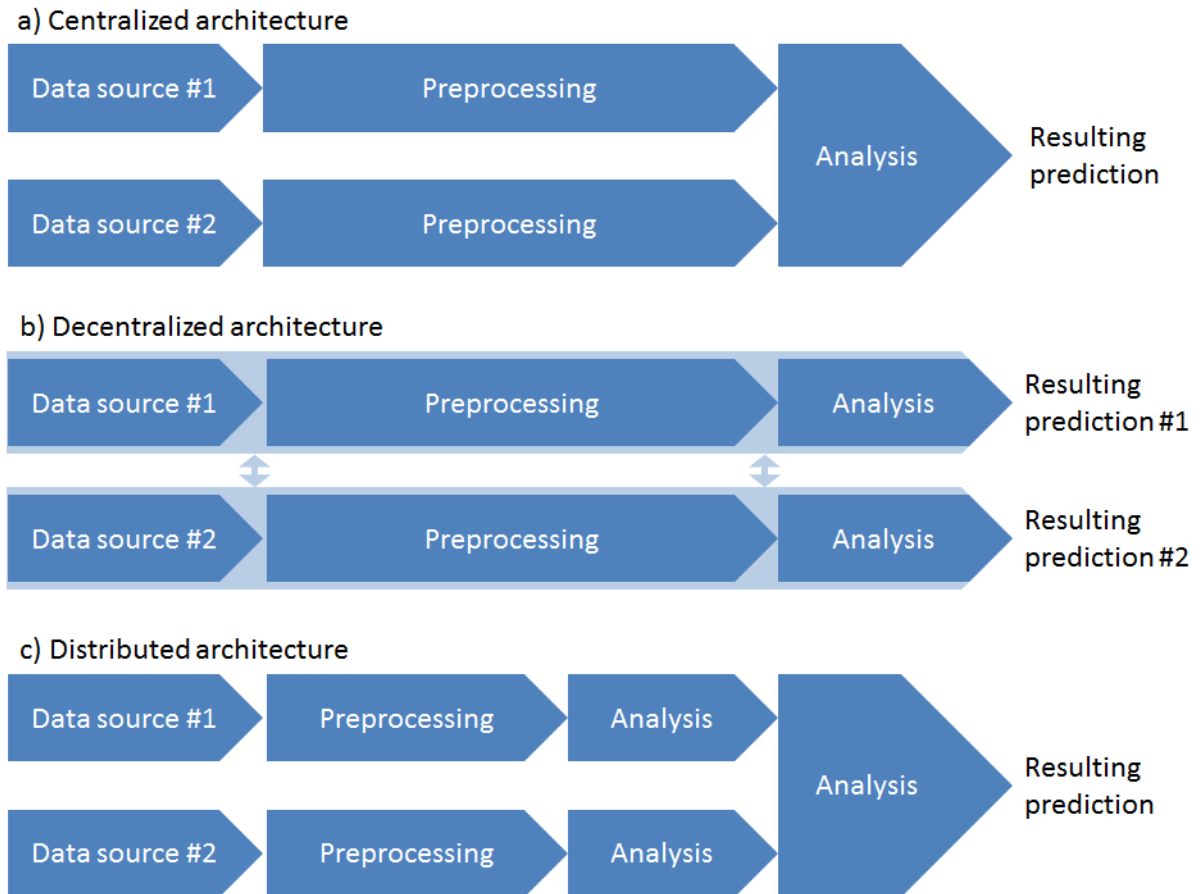 a) Centralized architecture
Data source #1
Preprocessing
Data source #2
Preprocessing
Analysis
Resulting
prediction
b) Decentralized architecture
Data source #1
Preprocessing
Analysis
Resulting
prediction #1
Data source #2
Preprocessing
Analysis
Resulting
prediction #2
c) Distributed architecture
Data source #1
Preprocessing
Analysis
Data source #2
Preprocessing
Analysis
Analysis
Resulting
prediction